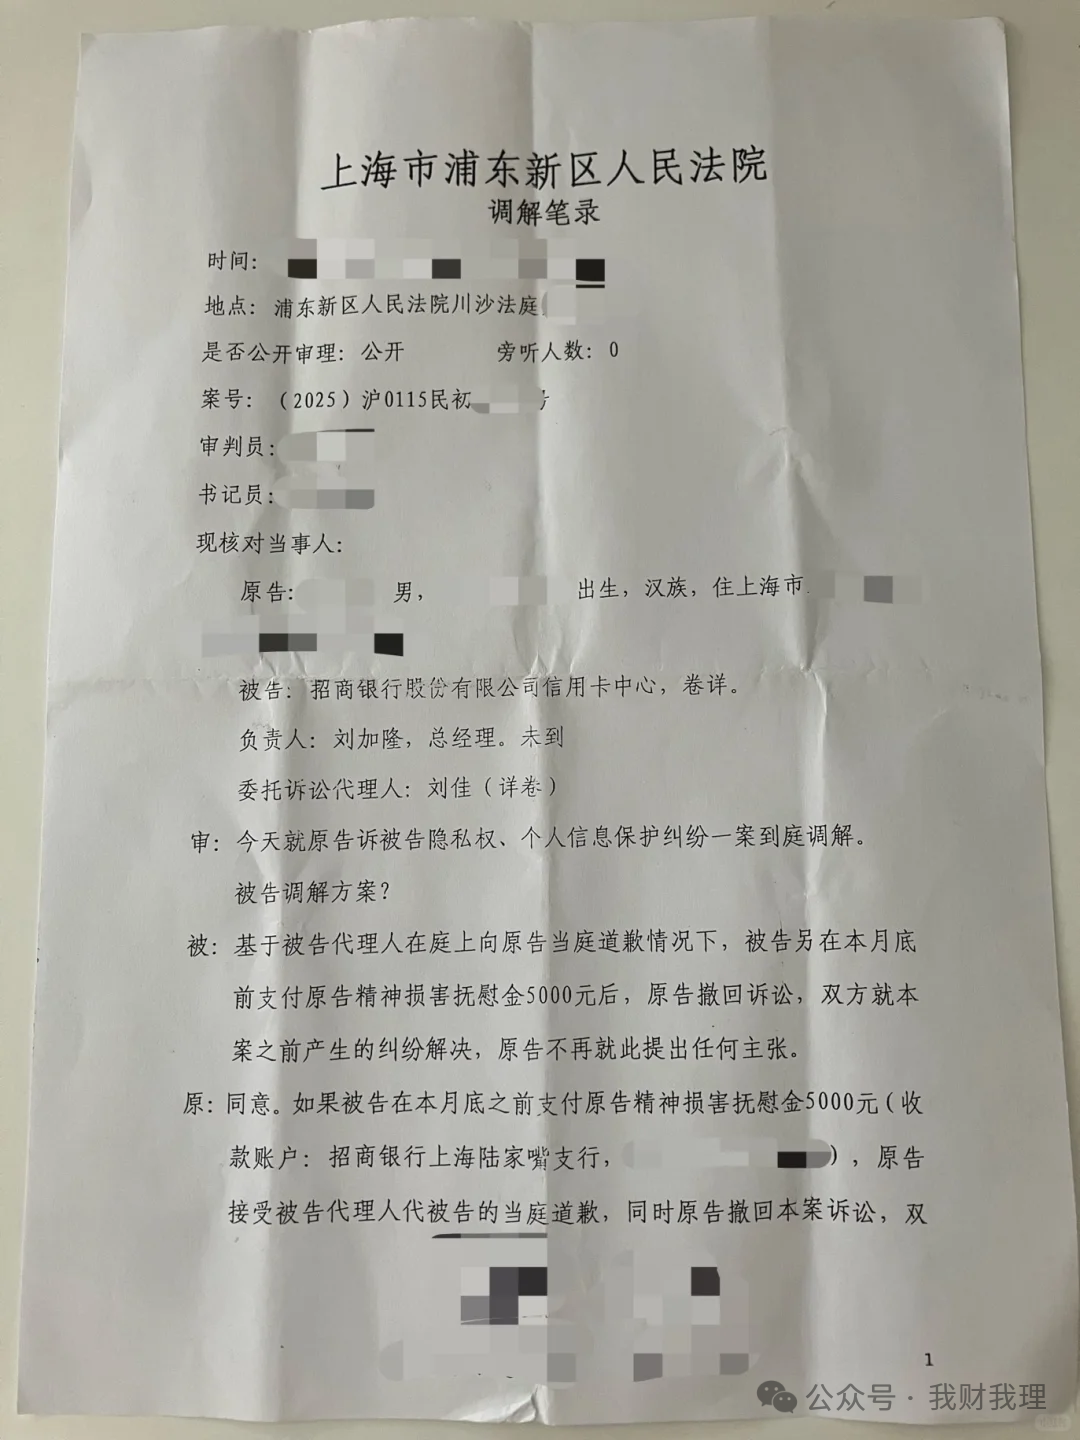 上海市浦东新区人民法院
调解笔录
时间:
地点: 浦东新区人民法院川沙法庭
是否公开审理: 公开 旁听人数: 0
案号: (2025) 沪0115民初 号
审判员:
书记员:
现核对当事人:
原告: 男, 出生, 汉族, 住上海市
被告: 招商银行股份有限公司信用卡中心, 卷详。
负责人: 刘加隆, 总经理。未到
委托诉讼代理人: 刘佳 (详卷)
审: 今天就原告诉被告隐私权、个人信息保护纠纷一案到庭调解。
被告调解方案?
被: 基于被告代理人在庭上向原告当庭道歉情况下, 被告另在本月底
前支付原告精神损害抚慰金5000元后, 原告撤回诉讼, 双方就本
案之前产生的纠纷解决, 原告不再就此提出任何主张。
原: 同意。如果被告在本月底之前支付原告精神损害抚慰金5000元 (收
款账户: 招商银行上海陆家嘴支行, ), 原告
接受被告代理人代被告的当庭道歉, 同时原告撤回本案诉讼, 双
1
公众号·我财我理